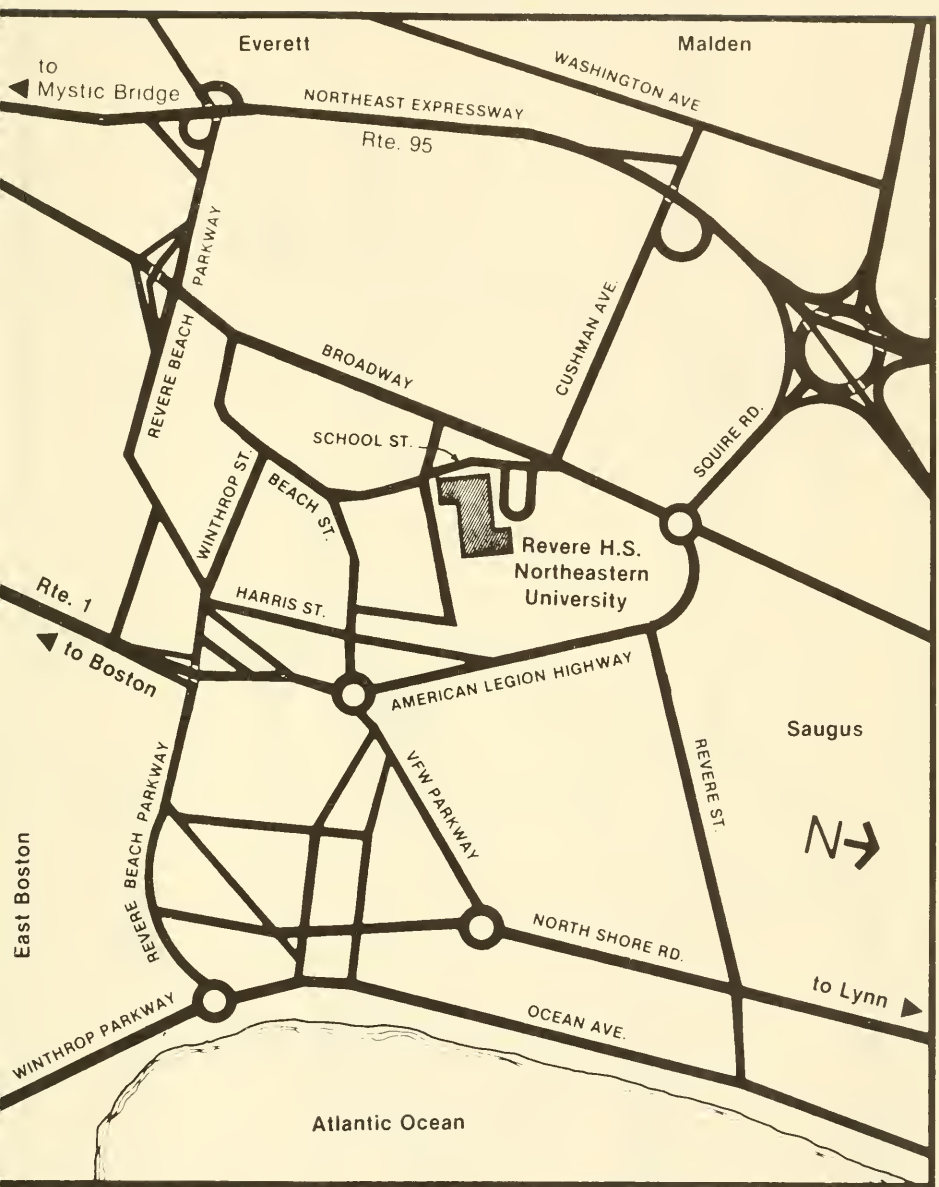 Everett
Malden
to
Mystic Bridge
WASHINGTON AVE
NORTHEAST EXPRESSWAY
Rte. 95
REVERE BEACH PARKWAY
BROADWAY
CUSHMAN AVE.
SCHOOL ST.
SQUIRE RD.
WINTHROP ST.
BEACH ST.
Revere H.S.
Northeastern
University
Rte. 1
to Boston
HARRIS ST.
AMERICAN LEGION HIGHWAY
Saugus
REVERE ST.
VFW PARKWAY
N
East Boston
REVERE BEACH PARKWAY
NORTH SHORE RD.
to Lynn
WINTHROP PARKWAY
OCEAN AVE.
Atlantic Ocean